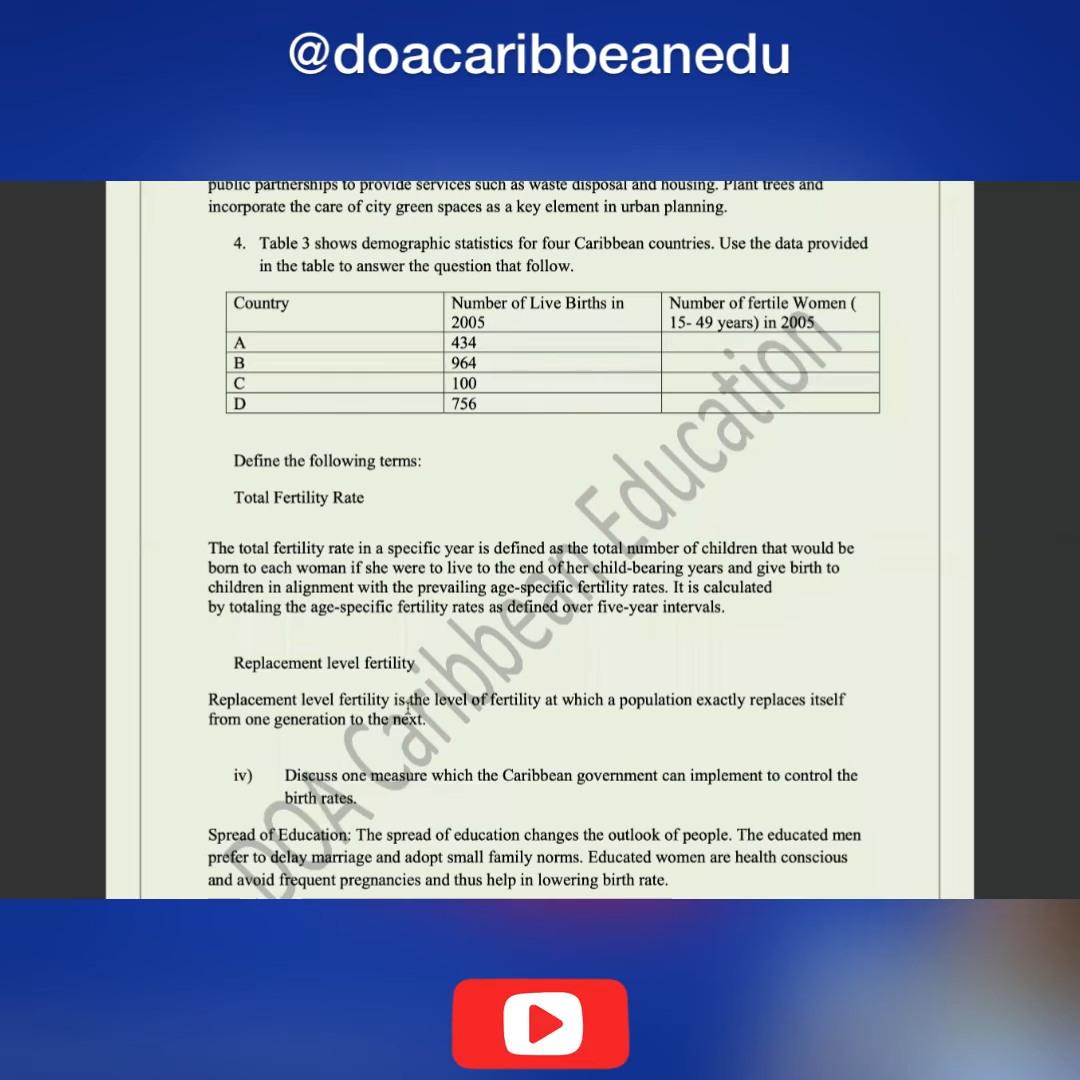 @doacaribbeanedu
public partnerships to provide services such as waste disposal and housing. Plant trees and
incorporate the care of city green spaces as a key element in urban planning.
4. Table 3 shows demographic statistics for four Caribbean countries. Use the data provided
in the table to answer the question that follow.
Country Number of Live Births in 2005 Number of fertile Women ( 15- 49 years) in 2005
A 434
B 964
C 100
D 756
Define the following terms:
Total Fertility Rate
The total fertility rate in a specific year is defined as the total number of children that would be
born to each woman if she were to live to the end of her child-bearing years and give birth to
children in alignment with the prevailing age-specific fertility rates. It is calculated
by totaling the age-specific fertility rates as defined over five-year intervals.
Replacement level fertility
Replacement level fertility is the level of fertility at which a population exactly replaces itself
from one generation to the next.
iv) Discuss one measure which the Caribbean government can implement to control the
birth rates.
Spread of Education: The spread of education changes the outlook of people. The educated men
prefer to delay marriage and adopt small family norms. Educated women are health conscious
and avoid frequent pregnancies and thus help in lowering birth rate.
DOA Caribbean Education